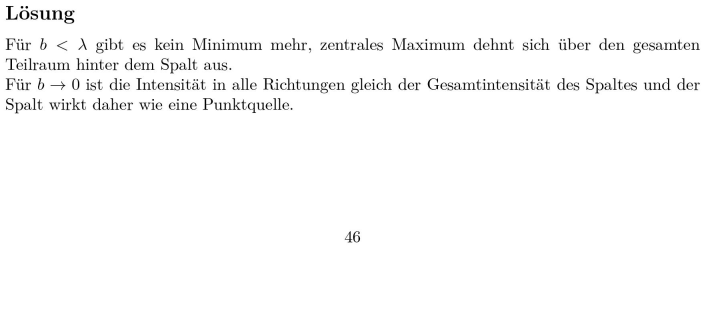 Lösung
Für b < λ gibt es kein Minimum mehr, zentrales Maximum dehnt sich über den gesamten
Teilraum hinter dem Spalt aus.
Für b → 0 ist die Intensität in alle Richtungen gleich der Gesamtintensität des Spaltes und der
Spalt wirkt daher wie eine Punktquelle.
46